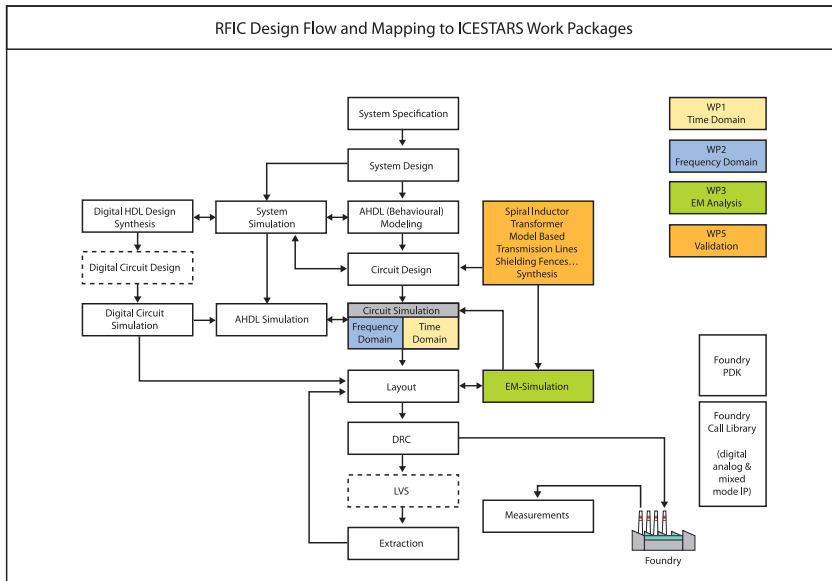 RFIC Design Flow and Mapping to ICESTARS Work Packages
System Specification
System Design
Digital HDL Design
Synthesis
System
Simulation
AHDL (Behavioural)
Modeling
Spiral Inductor
Transformer
Model Based
Transmission Lines
Shielding Fences...
Synthesis
Digital Circuit Design
Circuit Design
Digital Circuit
Simulation
AHDL Simulation
Circuit Simulation
Frequency
Domain
Time
Domain
Layout
EM-Simulation
DRC
LVS
Extraction
Measurements
Foundry
WP1
Time Domain
WP2
Frequency Domain
WP3
EM Analysis
WP5
Validation
Foundry
PDK
Foundry
Call Library
(digital
analog &
mixed
mode IP)